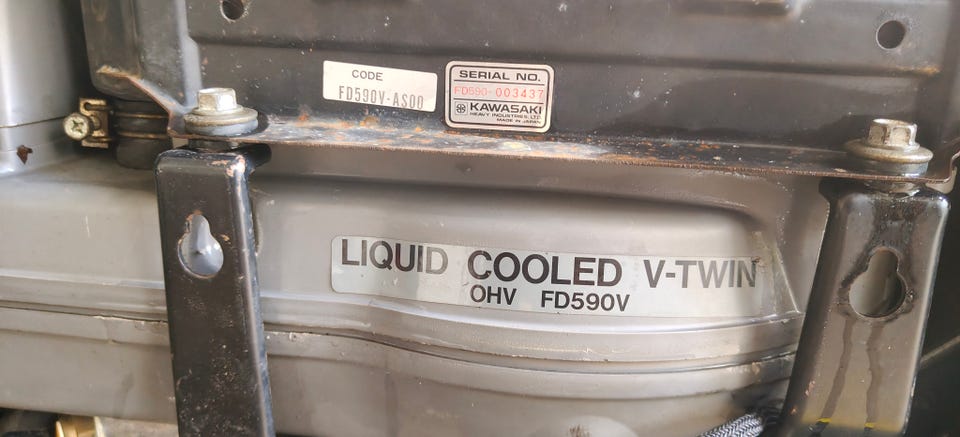 CODE
FD590V-AS00
SERIAL NO.
FD590-003437
KAWASAKI
HEAVY INDUSTRIES, LTD.
MADE IN JAPAN
LIQUID COOLED V-TWIN
OHV FD590V